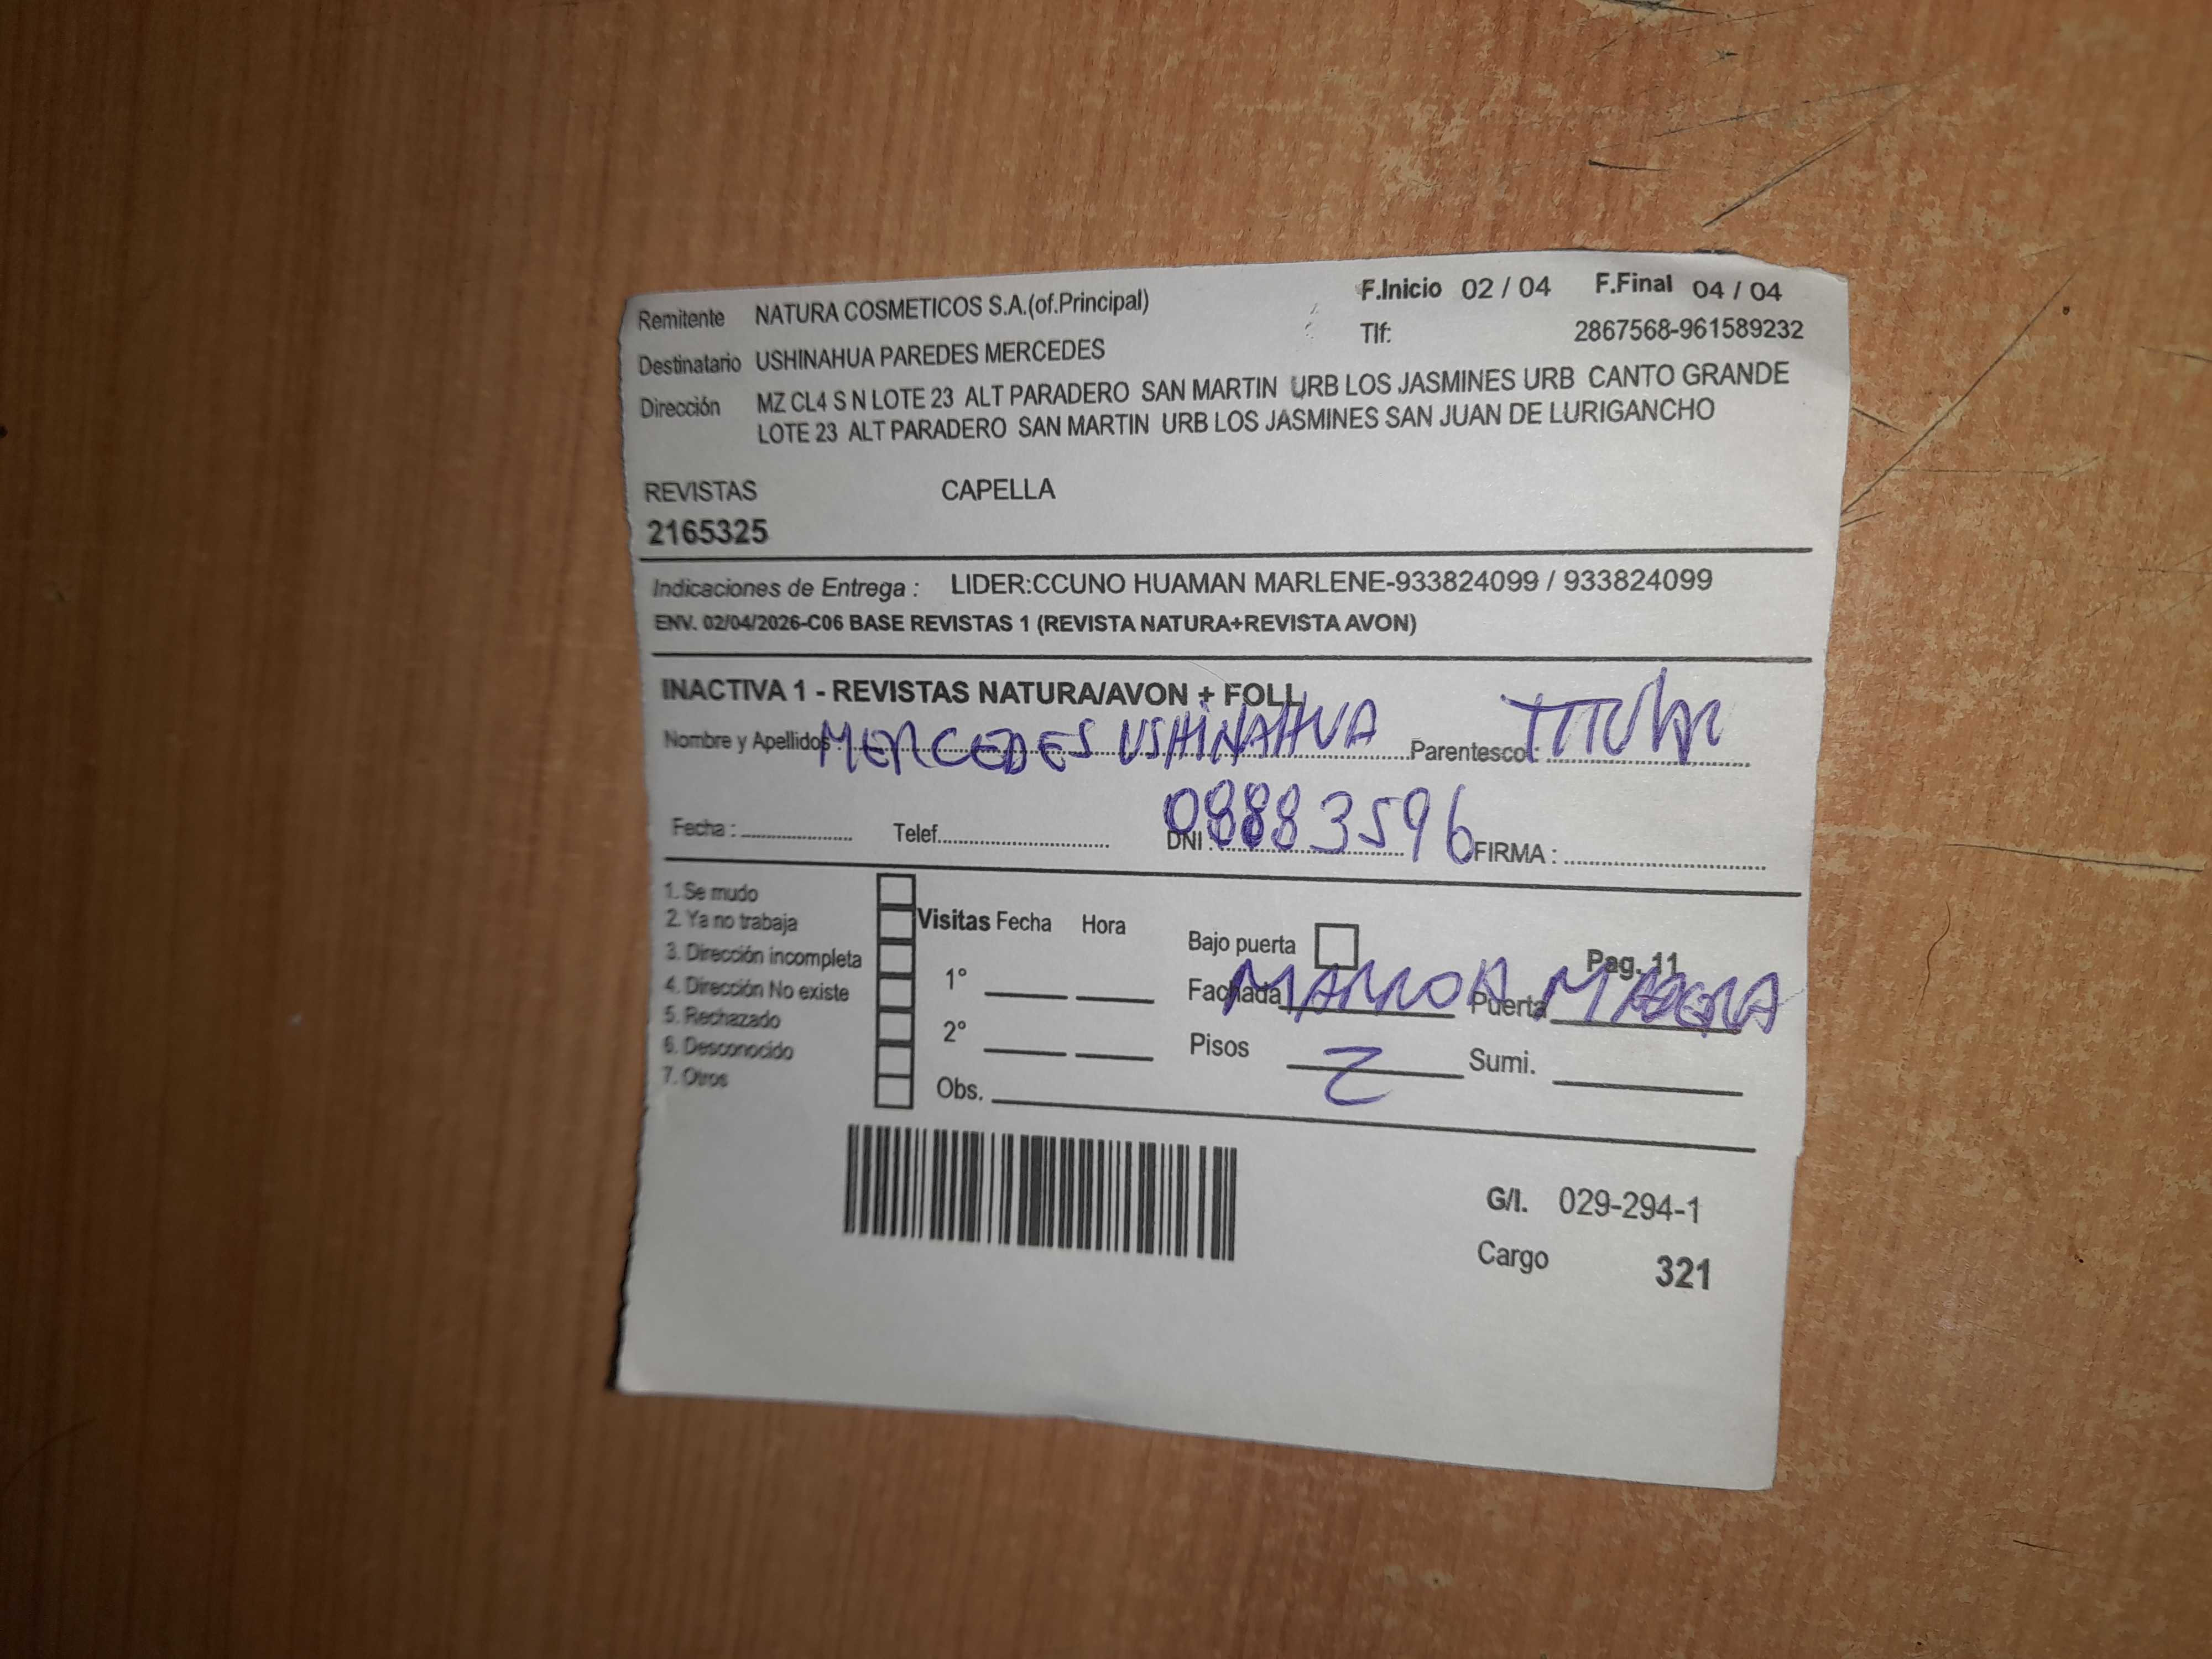 Remitente NATURA COSMETICOS S.A.(of.Principal) F.Inicio 02 / 04 F.Final 04 / 04
Tlf: 2867568-961589232
Destinatario USHINAHUA PAREDES MERCEDES
Dirección MZ CL4 S N LOTE 23 ALT PARADERO SAN MARTIN URB LOS JASMINES URB CANTO GRANDE
LOTE 23 ALT PARADERO SAN MARTIN URB LOS JASMINES SAN JUAN DE LURIGANCHO
REVISTAS CAPELLA
2165325
Indicaciones de Entrega : LIDER:CCUNO HUAMAN MARLENE-933824099 / 933824099
ENV. 02/04/2026-C06 BASE REVISTAS 1 (REVISTA NATURA+REVISTA AVON)
INACTIVA 1 - REVISTAS NATURA/AVON + FOLL
Nombre y Apellidos: MERCEDES USHINAHUA Parentesco: TITULAR
Fecha : Telef. DNI : 08883596 FIRMA :
1. Se mudo
2. Ya no trabaja
3. Dirección incompleta
4. Dirección No existe
5. Rechazado
6. Desconocido
7. Otros
Visitas Fecha Hora
1°
2°
Obs.
Bajo puerta Pag. 11
Fachada MARRON Puerta MADERA
Pisos 2 Sumi.
G/I. 029-294-1
Cargo 321